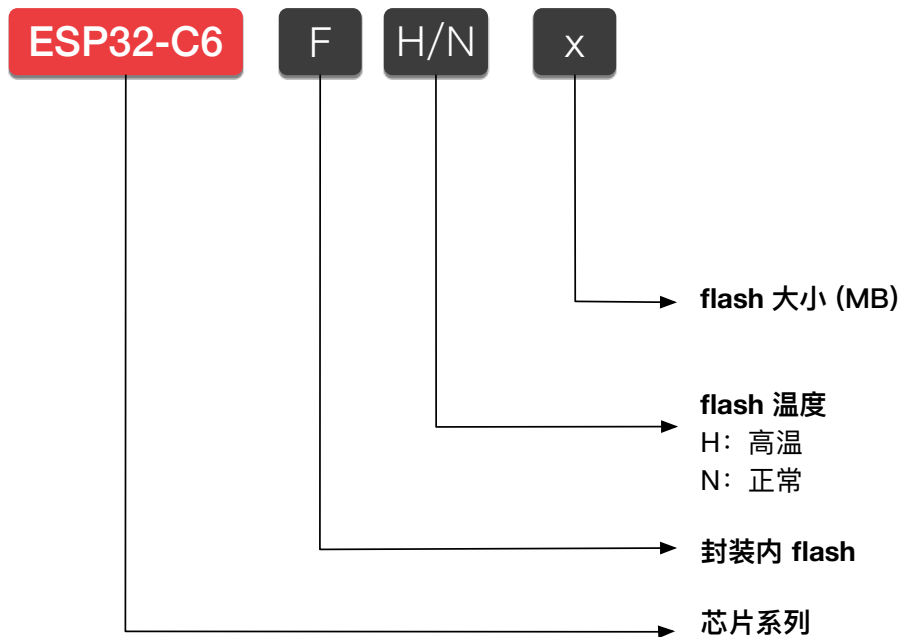 ESP32-C6 F H/N x
flash 大小 (MB)
flash 温度
H：高温
N：正常
封装内 flash
芯片系列